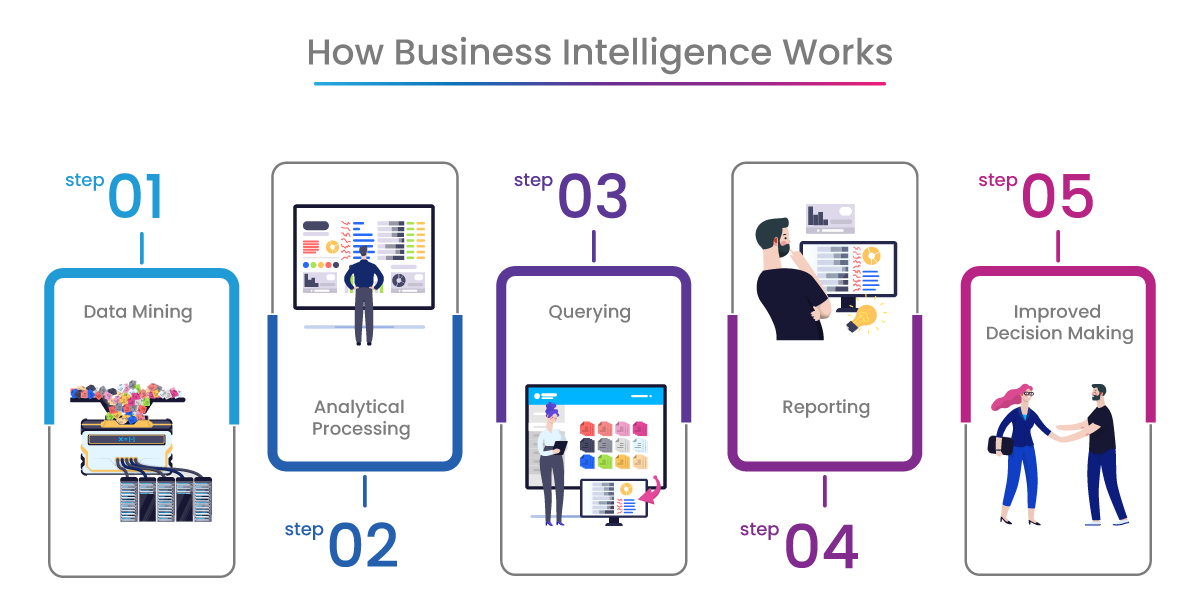 How Business Intelligence Works
step 01
Data Mining
Analytical
Processing
step 02
step 03
Querying
Reporting
step 04
step 05
Improved
Decision Making